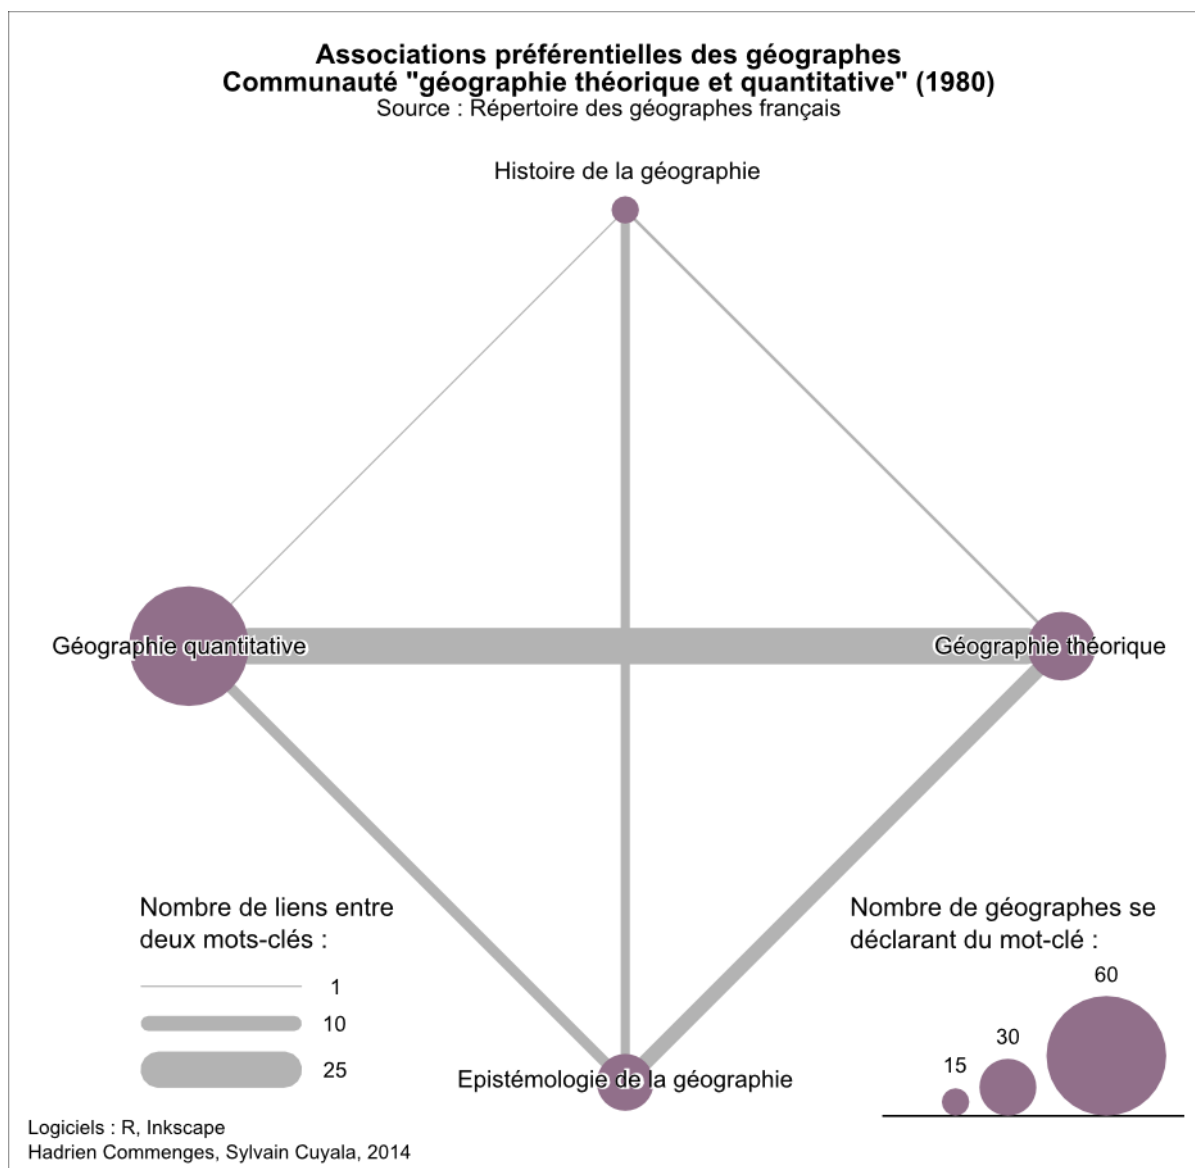 Associations préférentielles des géographes
Communauté "géographie théorique et quantitative" (1980)
Source : Répertoire des géographes français
Histoire de la géographie
Géographie quantitative
Géographie théorique
Epistémologie de la géographie
Nombre de liens entre
deux mots-clés :
1
10
25
Nombre de géographes se
déclarant du mot-clé :
15
30
60
Logiciels : R, Inkscape
Hadrien Commenges, Sylvain Cuyala, 2014